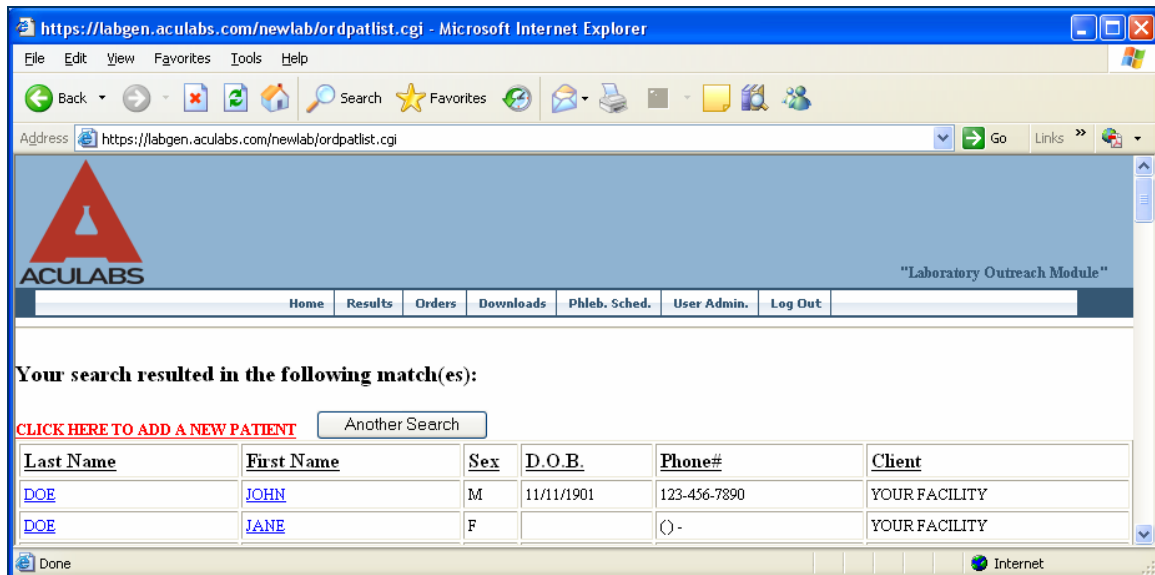 https://labgen.aculabs.com/newlab/ordpatlist.cgi - Microsoft Internet Explorer
File Edit View Favorites Tools Help
Back Search Favorites
Address https://labgen.aculabs.com/newlab/ordpatlist.cgi Go Links »
ACULABS
"Laboratory Outreach Module"
Home Results Orders Downloads Phleb. Sched. User Admin. Log Out
Your search resulted in the following match(es):
CLICK HERE TO ADD A NEW PATIENT Another Search
Last Name First Name Sex D.O.B. Phone# Client
DOE JOHN M 11/11/1901 123-456-7890 YOUR FACILITY
DOE JANE F () - YOUR FACILITY
Done Internet